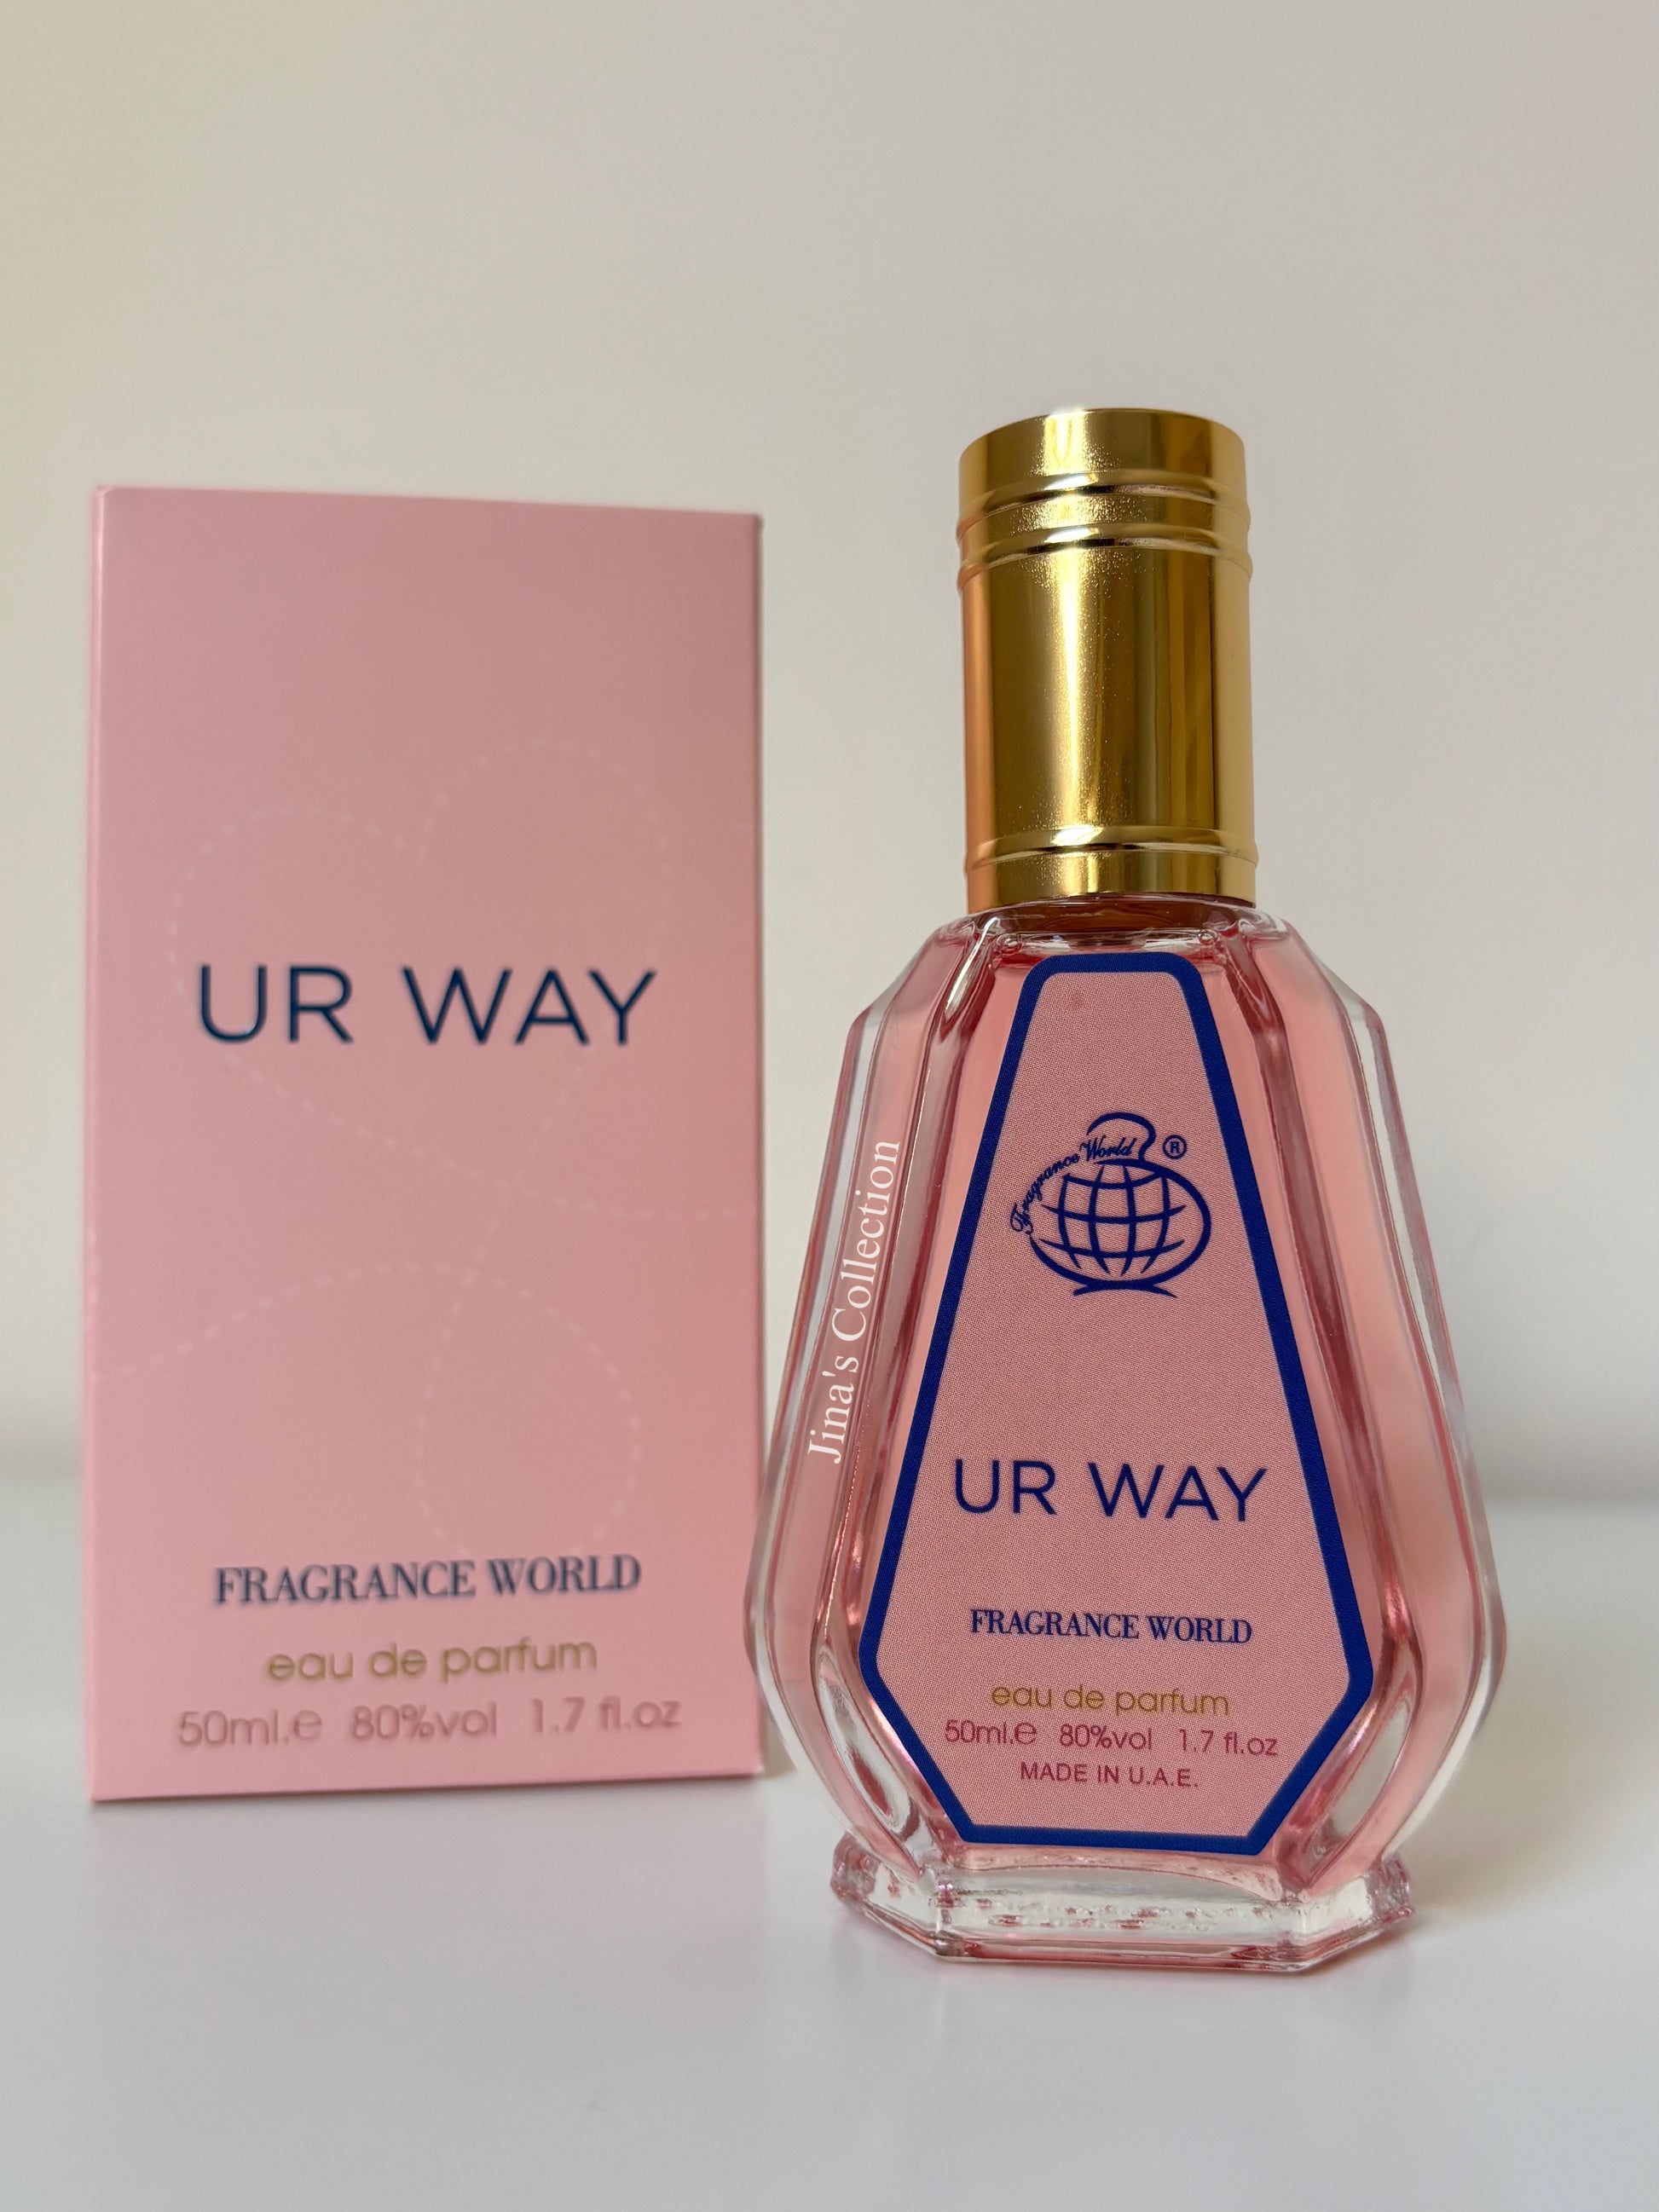 UR WAY
FRAGRANCE WORLD
eau de parfum
50ml.e 80%vol 1.7 fl.oz
Jina's Collection
Fragrance World ®
UR WAY
FRAGRANCE WORLD
eau de parfum
50ml.e 80%vol 1.7 fl.oz
MADE IN U.A.E.